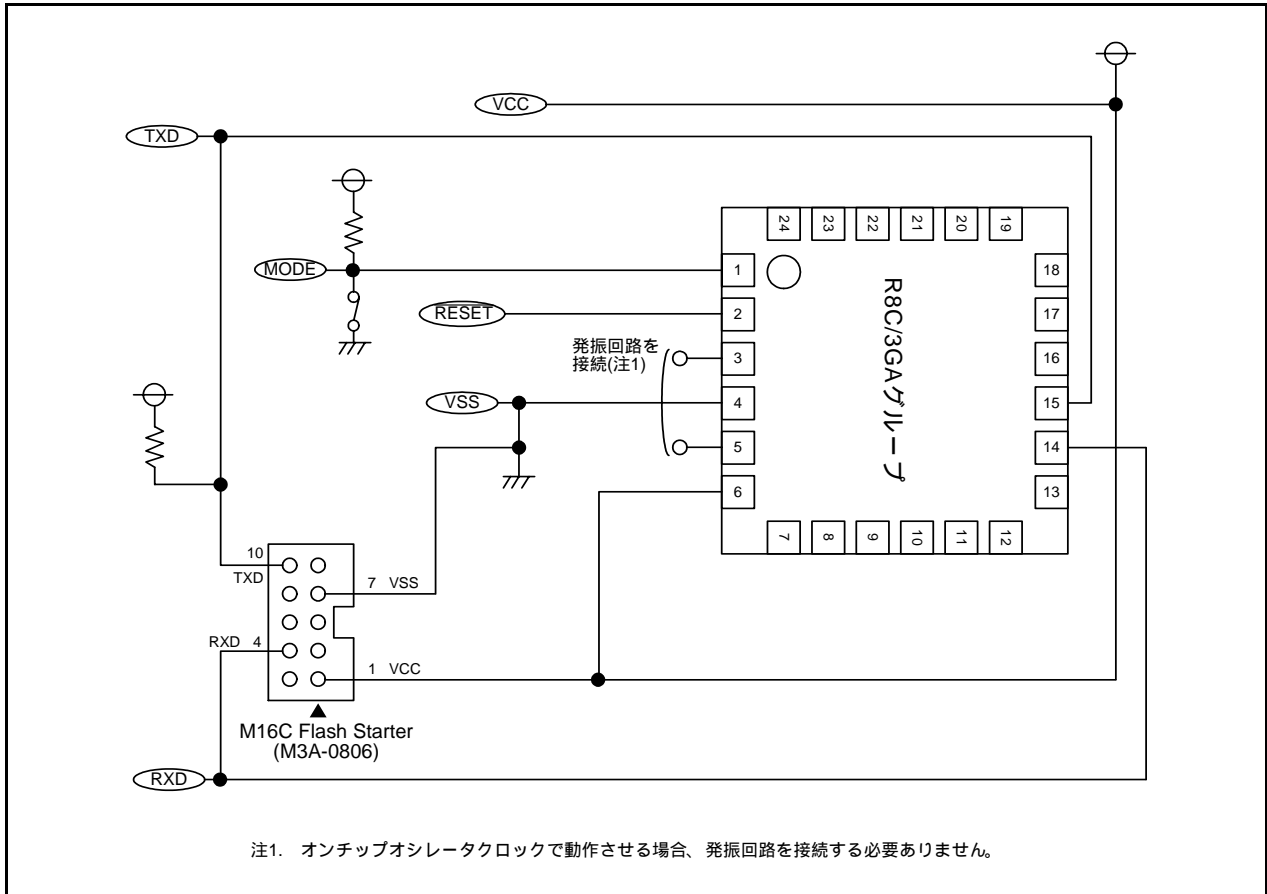 VCC
TXD
MODE
RESET
発振回路を
接続(注1)
VSS
24 23 22 21 20 19
1
2
3
4
5
6
18
17
16
15
14
13
7 8 9 10 11 12
R8C/3GAグループ
10
TXD
7 VSS
RXD 4
1 VCC
M16C Flash Starter
(M3A-0806)
RXD
注1. オンチップオシレータクロックで動作させる場合、発振回路を接続する必要ありません。